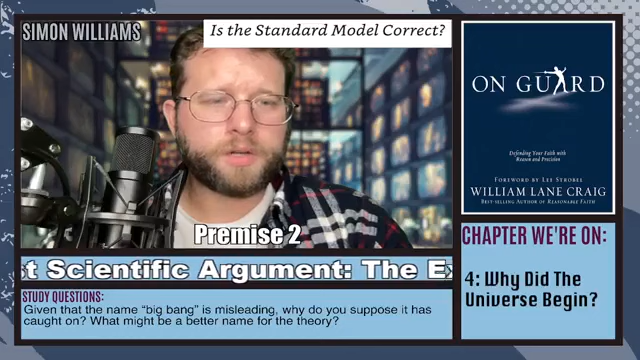 SIMON WILLIAMS
Is the Standard Model Correct?
Premise 2
st Scientific Argument: The Ex
STUDY QUESTIONS:
Given that the name "big bang" is misleading, why do you suppose it has
caught on? What might be a better name for the theory?
ON GUARD
Defending Your Faith with
Reason and Precision
FOREWORD BY LEE STROBEL
WILLIAM LANE CRAIG
BEST-SELLING AUTHOR OF REASONABLE FAITH
CHAPTER WE'RE ON:
4: Why Did The
Universe Begin?